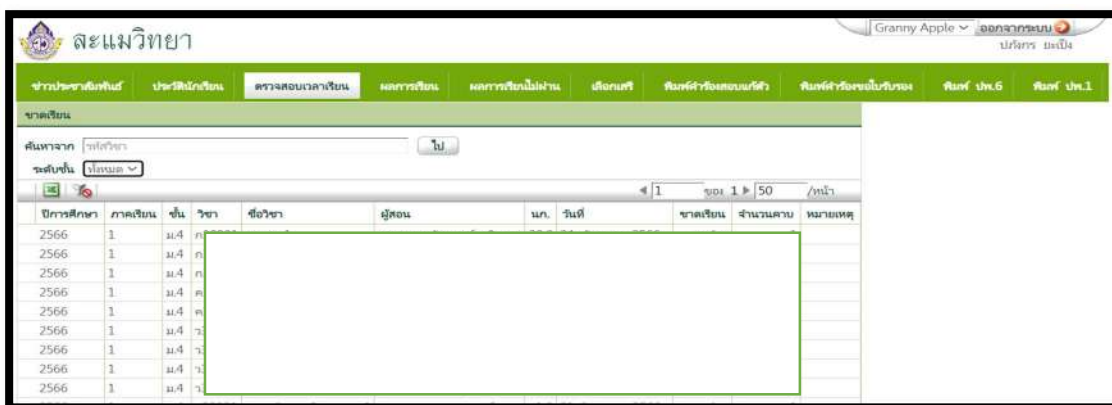 สะแมวิทยา
Granny Apple ออกจากระบบ
ข่าวประชาสัมพันธ์ ประวัตินักเรียน ตรวจสอบเวลาเรียน ผลการเรียน ผลการเรียนไม่ผ่าน เลือกเสรี พิมพ์คำร้องสอบแก้ตัว พิมพ์คำร้องขอใบรับรอง พิมพ์ ปพ.6 พิมพ์ ปพ.1
ขาดเรียน
ค้นหาจาก รหัสวิชา ไป
ระดับชั้น ทั้งหมด
1 ของ 1 50 /หน้า
ปีการศึกษา ภาคเรียน ชั้น วิชา ชื่อวิชา ผู้สอน นก. วันที่ ขาดเรียน จำนวนคาบ หมายเหตุ
2566 1 ม.4
2566 1 ม.4
2566 1 ม.4
2566 1 ม.4
2566 1 ม.4
2566 1 ม.4
2566 1 ม.4
2566 1 ม.4
2566 1 ม.4